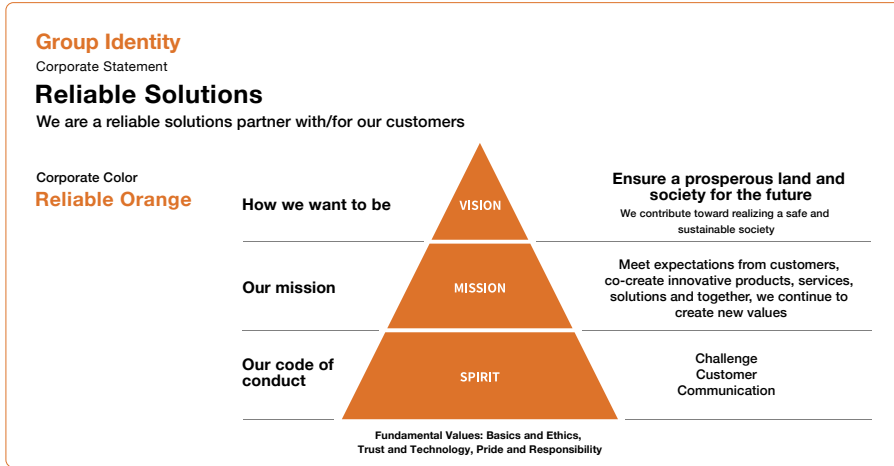 Group Identity
Corporate Statement
Reliable Solutions
We are a reliable solutions partner with/for our customers
Corporate Color
Reliable Orange
How we want to be
VISION
Ensure a prosperous land and
society for the future
We contribute toward realizing a safe and
sustainable society
Our mission
MISSION
Meet expectations from customers,
co-create innovative products, services,
solutions and together, we continue to
create new values
Our code of
conduct
SPIRIT
Challenge
Customer
Communication
Fundamental Values: Basics and Ethics,
Trust and Technology, Pride and Responsibility